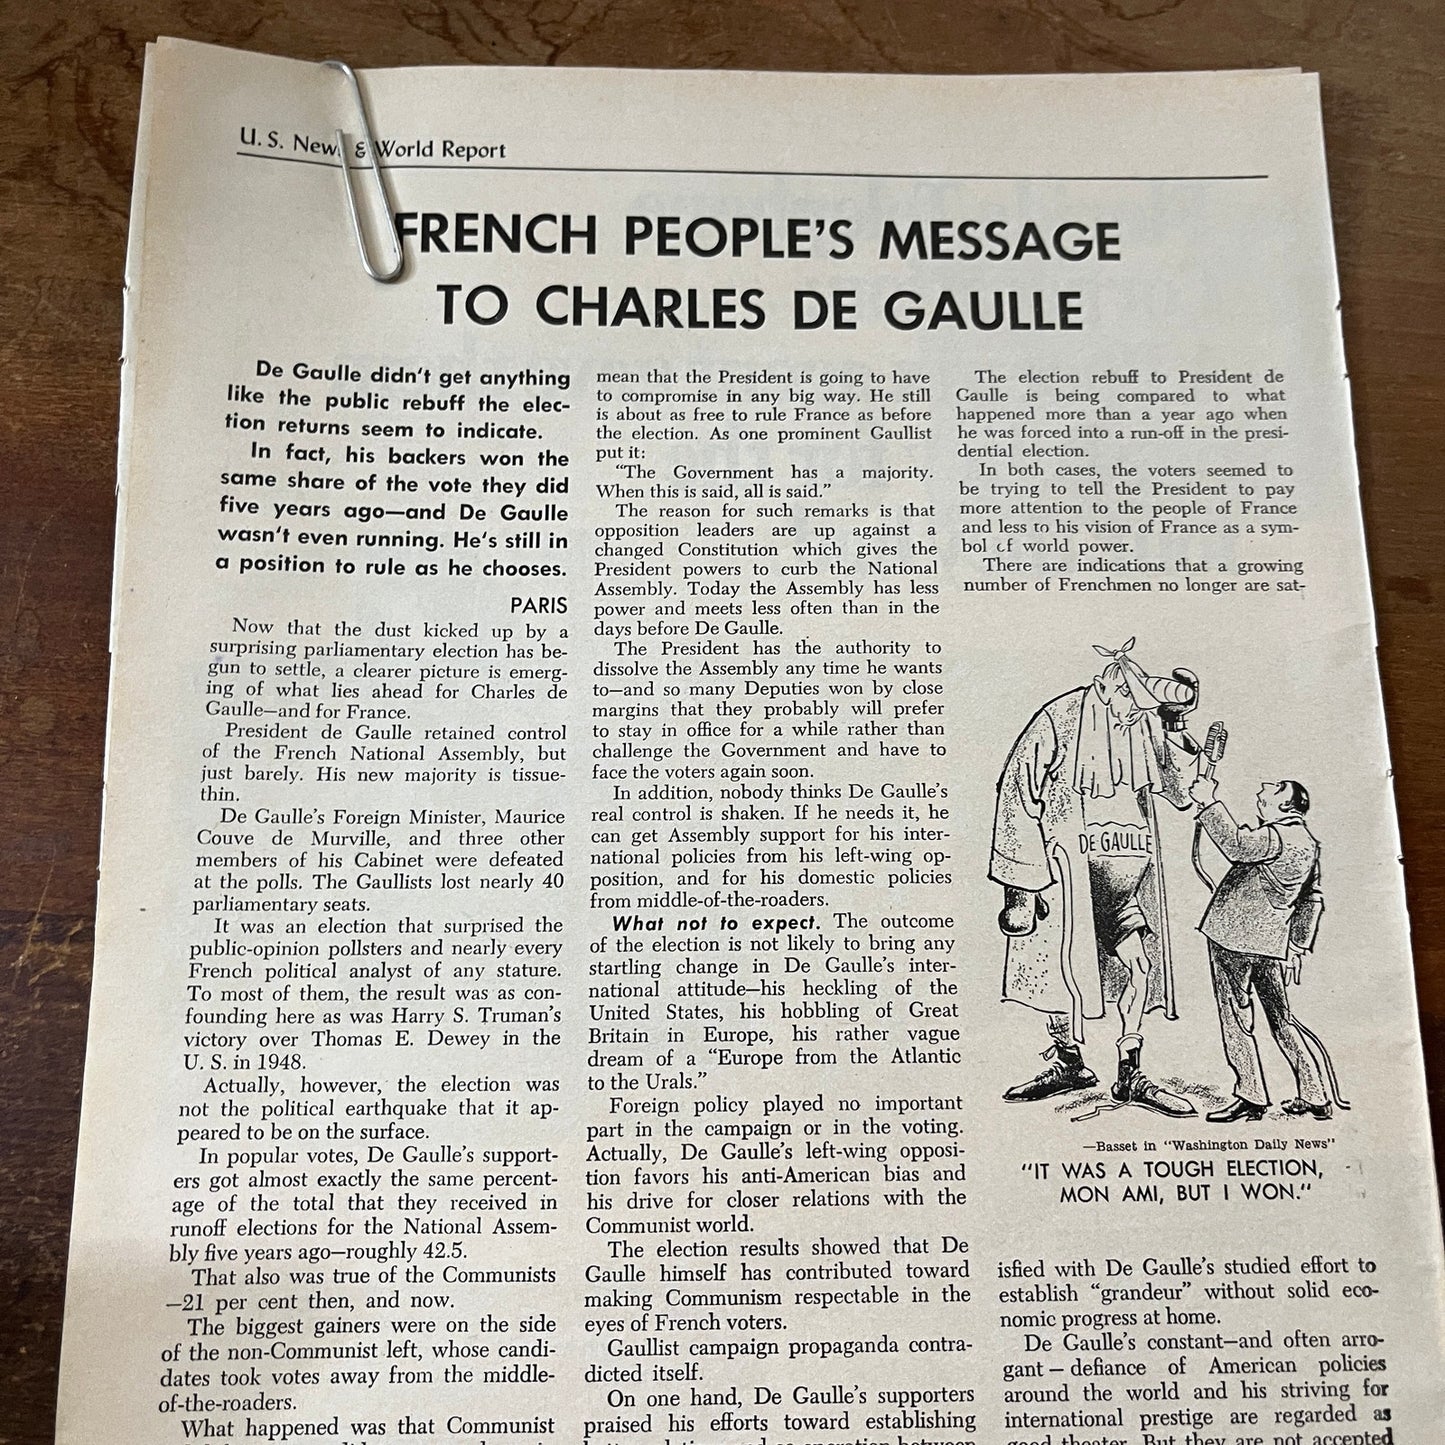 U. S. News & World Report
FRENCH PEOPLE'S MESSAGE
TO CHARLES DE GAULLE
De Gaulle didn't get anything
like the public rebuff the elec-
tion returns seem to indicate.
In fact, his backers won the
same share of the vote they did
five years ago—and De Gaulle
wasn't even running. He's still in
a position to rule as he chooses.
PARIS
Now that the dust kicked up by a
surprising parliamentary election has be-
gun to settle, a clearer picture is emerg-
ing of what lies ahead for Charles de
Gaulle—and for France.
President de Gaulle retained control
of the French National Assembly, but
just barely. His new majority is tissue-
thin.
De Gaulle's Foreign Minister, Maurice
Couve de Murville, and three other
members of his Cabinet were defeated
at the polls. The Gaullists lost nearly 40
parliamentary seats.
It was an election that surprised the
public-opinion pollsters and nearly every
French political analyst of any stature.
To most of them, the result was as con-
founding here as was Harry S. Truman's
victory over Thomas E. Dewey in the
U. S. in 1948.
Actually, however, the election was
not the political earthquake that it ap-
peared to be on the surface.
In popular votes, De Gaulle's support-
ers got almost exactly the same percent-
age of the total that they received in
runoff elections for the National Assem-
bly five years ago—roughly 42.5.
That also was true of the Communists
—21 per cent then, and now.
The biggest gainers were on the side
of the non-Communist left, whose candi-
dates took votes away from the middle-
of-the-roaders.
What happened was that Communist
mean that the President is going to have
to compromise in any big way. He still
is about as free to rule France as before
the election. As one prominent Gaullist
put it:
"The Government has a majority.
When this is said, all is said."
The reason for such remarks is that
opposition leaders are up against a
changed Constitution which gives the
President powers to curb the National
Assembly. Today the Assembly has less
power and meets less often than in the
days before De Gaulle.
The President has the authority to
dissolve the Assembly any time he wants
to—and so many Deputies won by close
margins that they probably will prefer
to stay in office for a while rather than
challenge the Government and have to
face the voters again soon.
In addition, nobody thinks De Gaulle's
real control is shaken. If he needs it, he
can get Assembly support for his inter-
national policies from his left-wing op-
position, and for his domestic policies
from middle-of-the-roaders.
What not to expect. The outcome
of the election is not likely to bring any
startling change in De Gaulle's inter-
national attitude—his heckling of the
United States, his hobbling of Great
Britain in Europe, his rather vague
dream of a "Europe from the Atlantic
to the Urals."
Foreign policy played no important
part in the campaign or in the voting.
Actually, De Gaulle's left-wing opposi-
tion favors his anti-American bias and
his drive for closer relations with the
Communist world.
The election results showed that De
Gaulle himself has contributed toward
making Communism respectable in the
eyes of French voters.
Gaullist campaign propaganda contra-
dicted itself.
On one hand, De Gaulle's supporters
praised his efforts toward establishing
The election rebuff to President de
Gaulle is being compared to what
happened more than a year ago when
he was forced into a run-off in the presi-
dential election.
In both cases, the voters seemed to
be trying to tell the President to pay
more attention to the people of France
and less to his vision of France as a sym-
bol of world power.
There are indications that a growing
number of Frenchmen no longer are sat-
DE GAULLE
—Basset in "Washington Daily News"
"IT WAS A TOUGH ELECTION,
MON AMI, BUT I WON."
isfied with De Gaulle's studied effort to
establish "grandeur" without solid eco-
nomic progress at home.
De Gaulle's constant—and often arro-
gant—defiance of American policies
around the world and his striving for
international prestige are regarded as
good theater. But they are not accepted